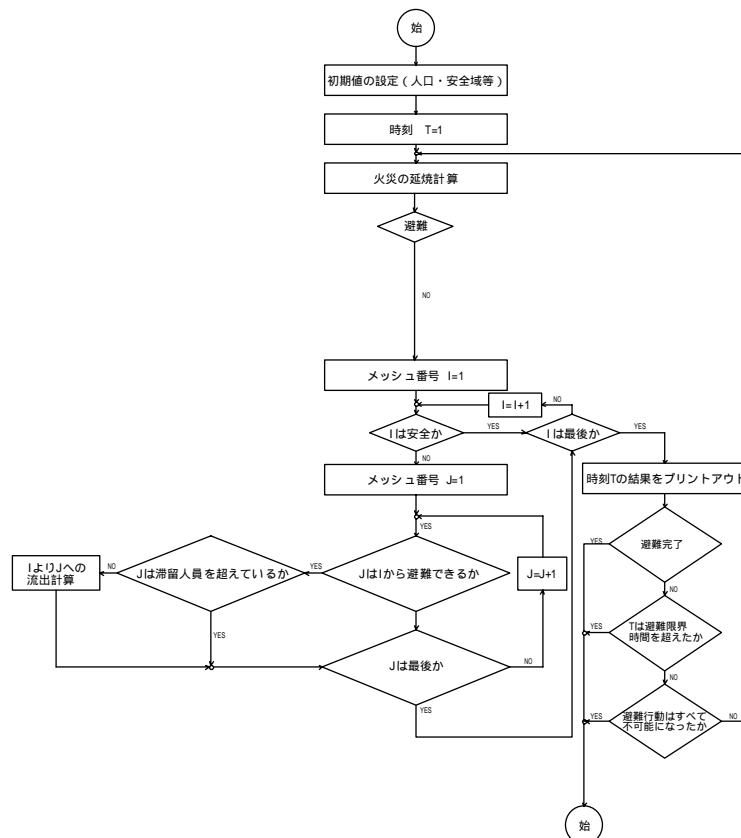 始
初期値の設定（人口・安全域等）
時刻 T=1
火災の延焼計算
避難
NO
メッシュ番号 I=1
I=I+1
NO
Iは安全か
YES
Iは最後か
YES
NO
メッシュ番号 J=1
時刻Tの結果をプリントアウト
YES
IよりJへの
流出計算
NO
Jは滞留人員を超えているか
YES
JはIから避難できるか
J=J+1
YES
避難完了
NO
YES
YES
Tは避難限界
時間を超えたか
Jは最後か
NO
NO
YES
YES
避難行動はすべて
不可能になったか
NO
始